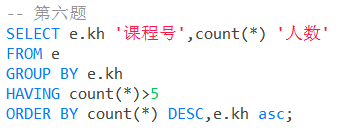 -- 第六题
SELECT e.kh '课程号',count(*) '人数'
FROM e
GROUP BY e.kh
HAVING count(*)>5
ORDER BY count(*) DESC,e.kh asc;